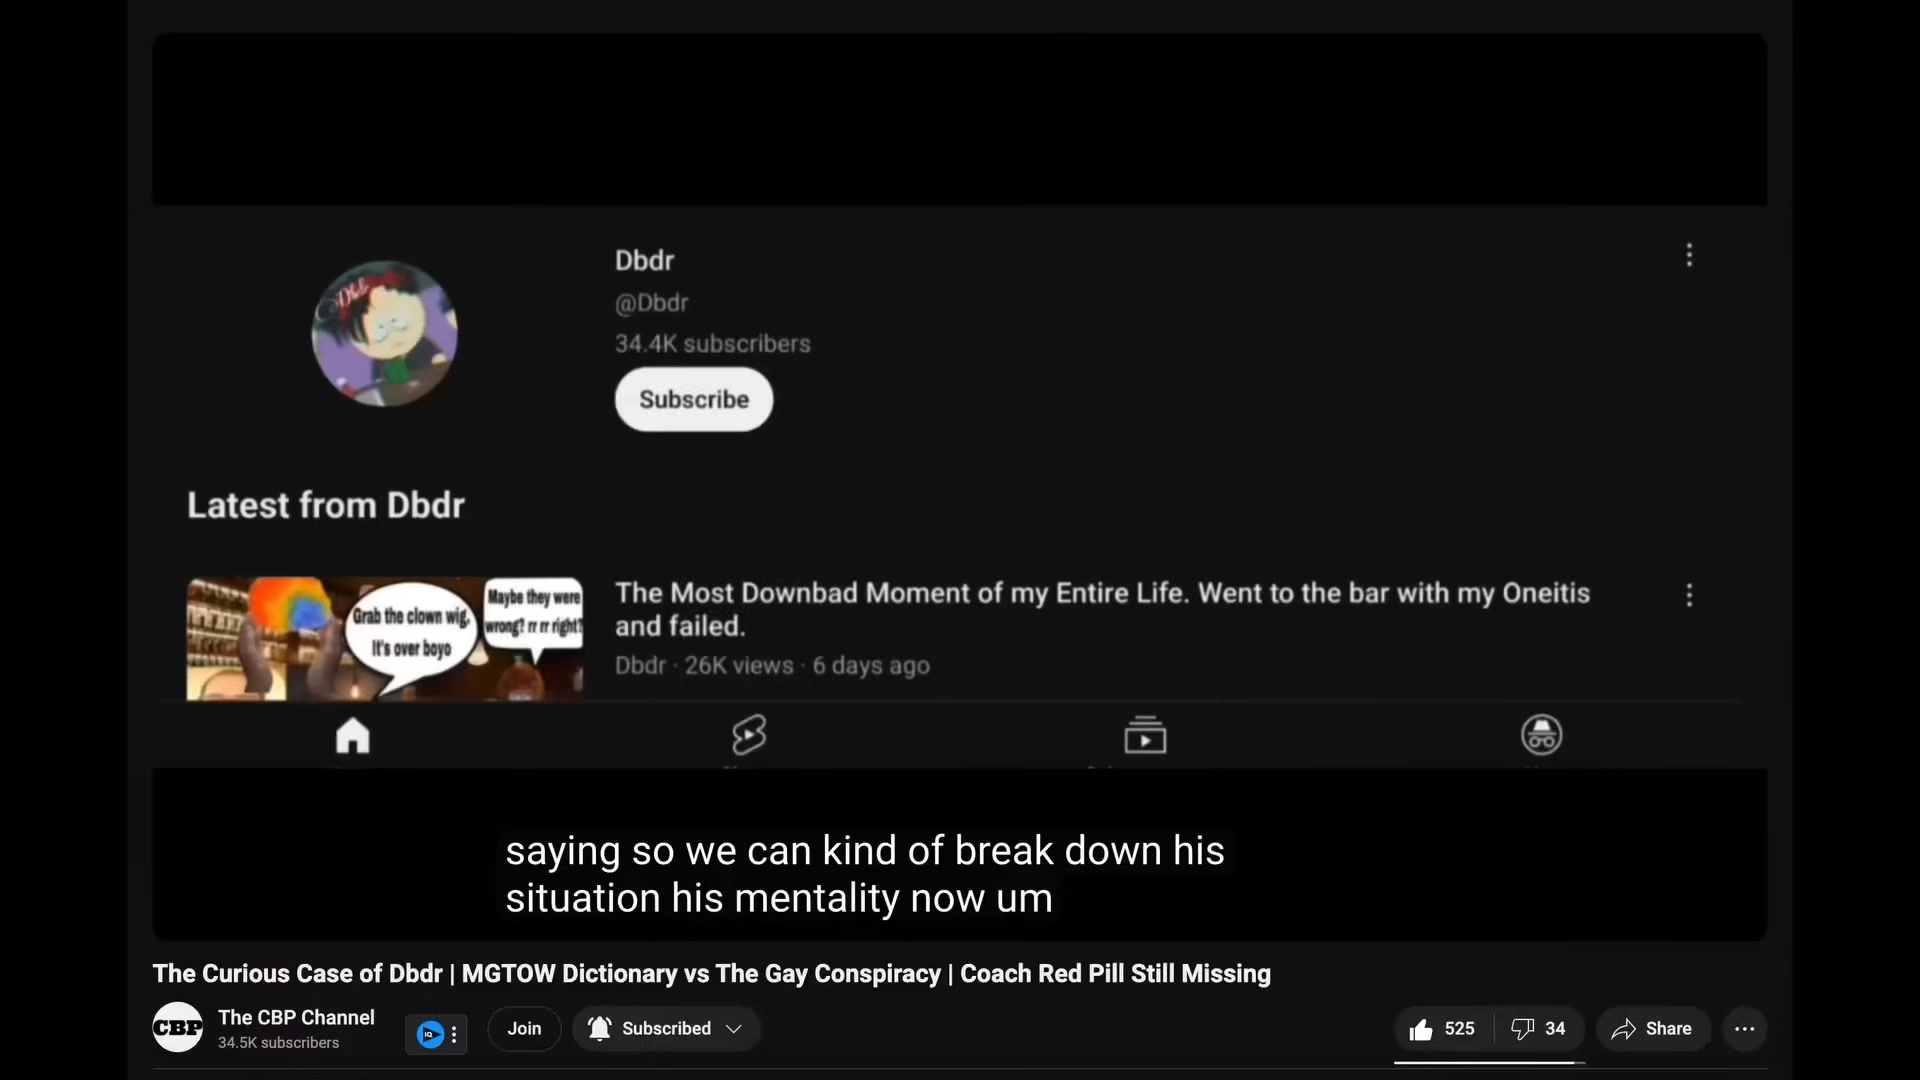 Dbdr
@Dbdr
34.4K subscribers
Subscribe
Latest from Dbdr
Grab the clown wig.
It's over boyo
Maybe they were
wrong? rr rr right?
The Most Downbad Moment of my Entire Life. Went to the bar with my Oneitis
and failed.
Dbdr · 26K views · 6 days ago
saying so we can kind of break down his
situation his mentality now um
The Curious Case of Dbdr | MGTOW Dictionary vs The Gay Conspiracy | Coach Red Pill Still Missing
CBP
The CBP Channel
34.5K subscribers
IQ
Join
Subscribed
525
34
Share